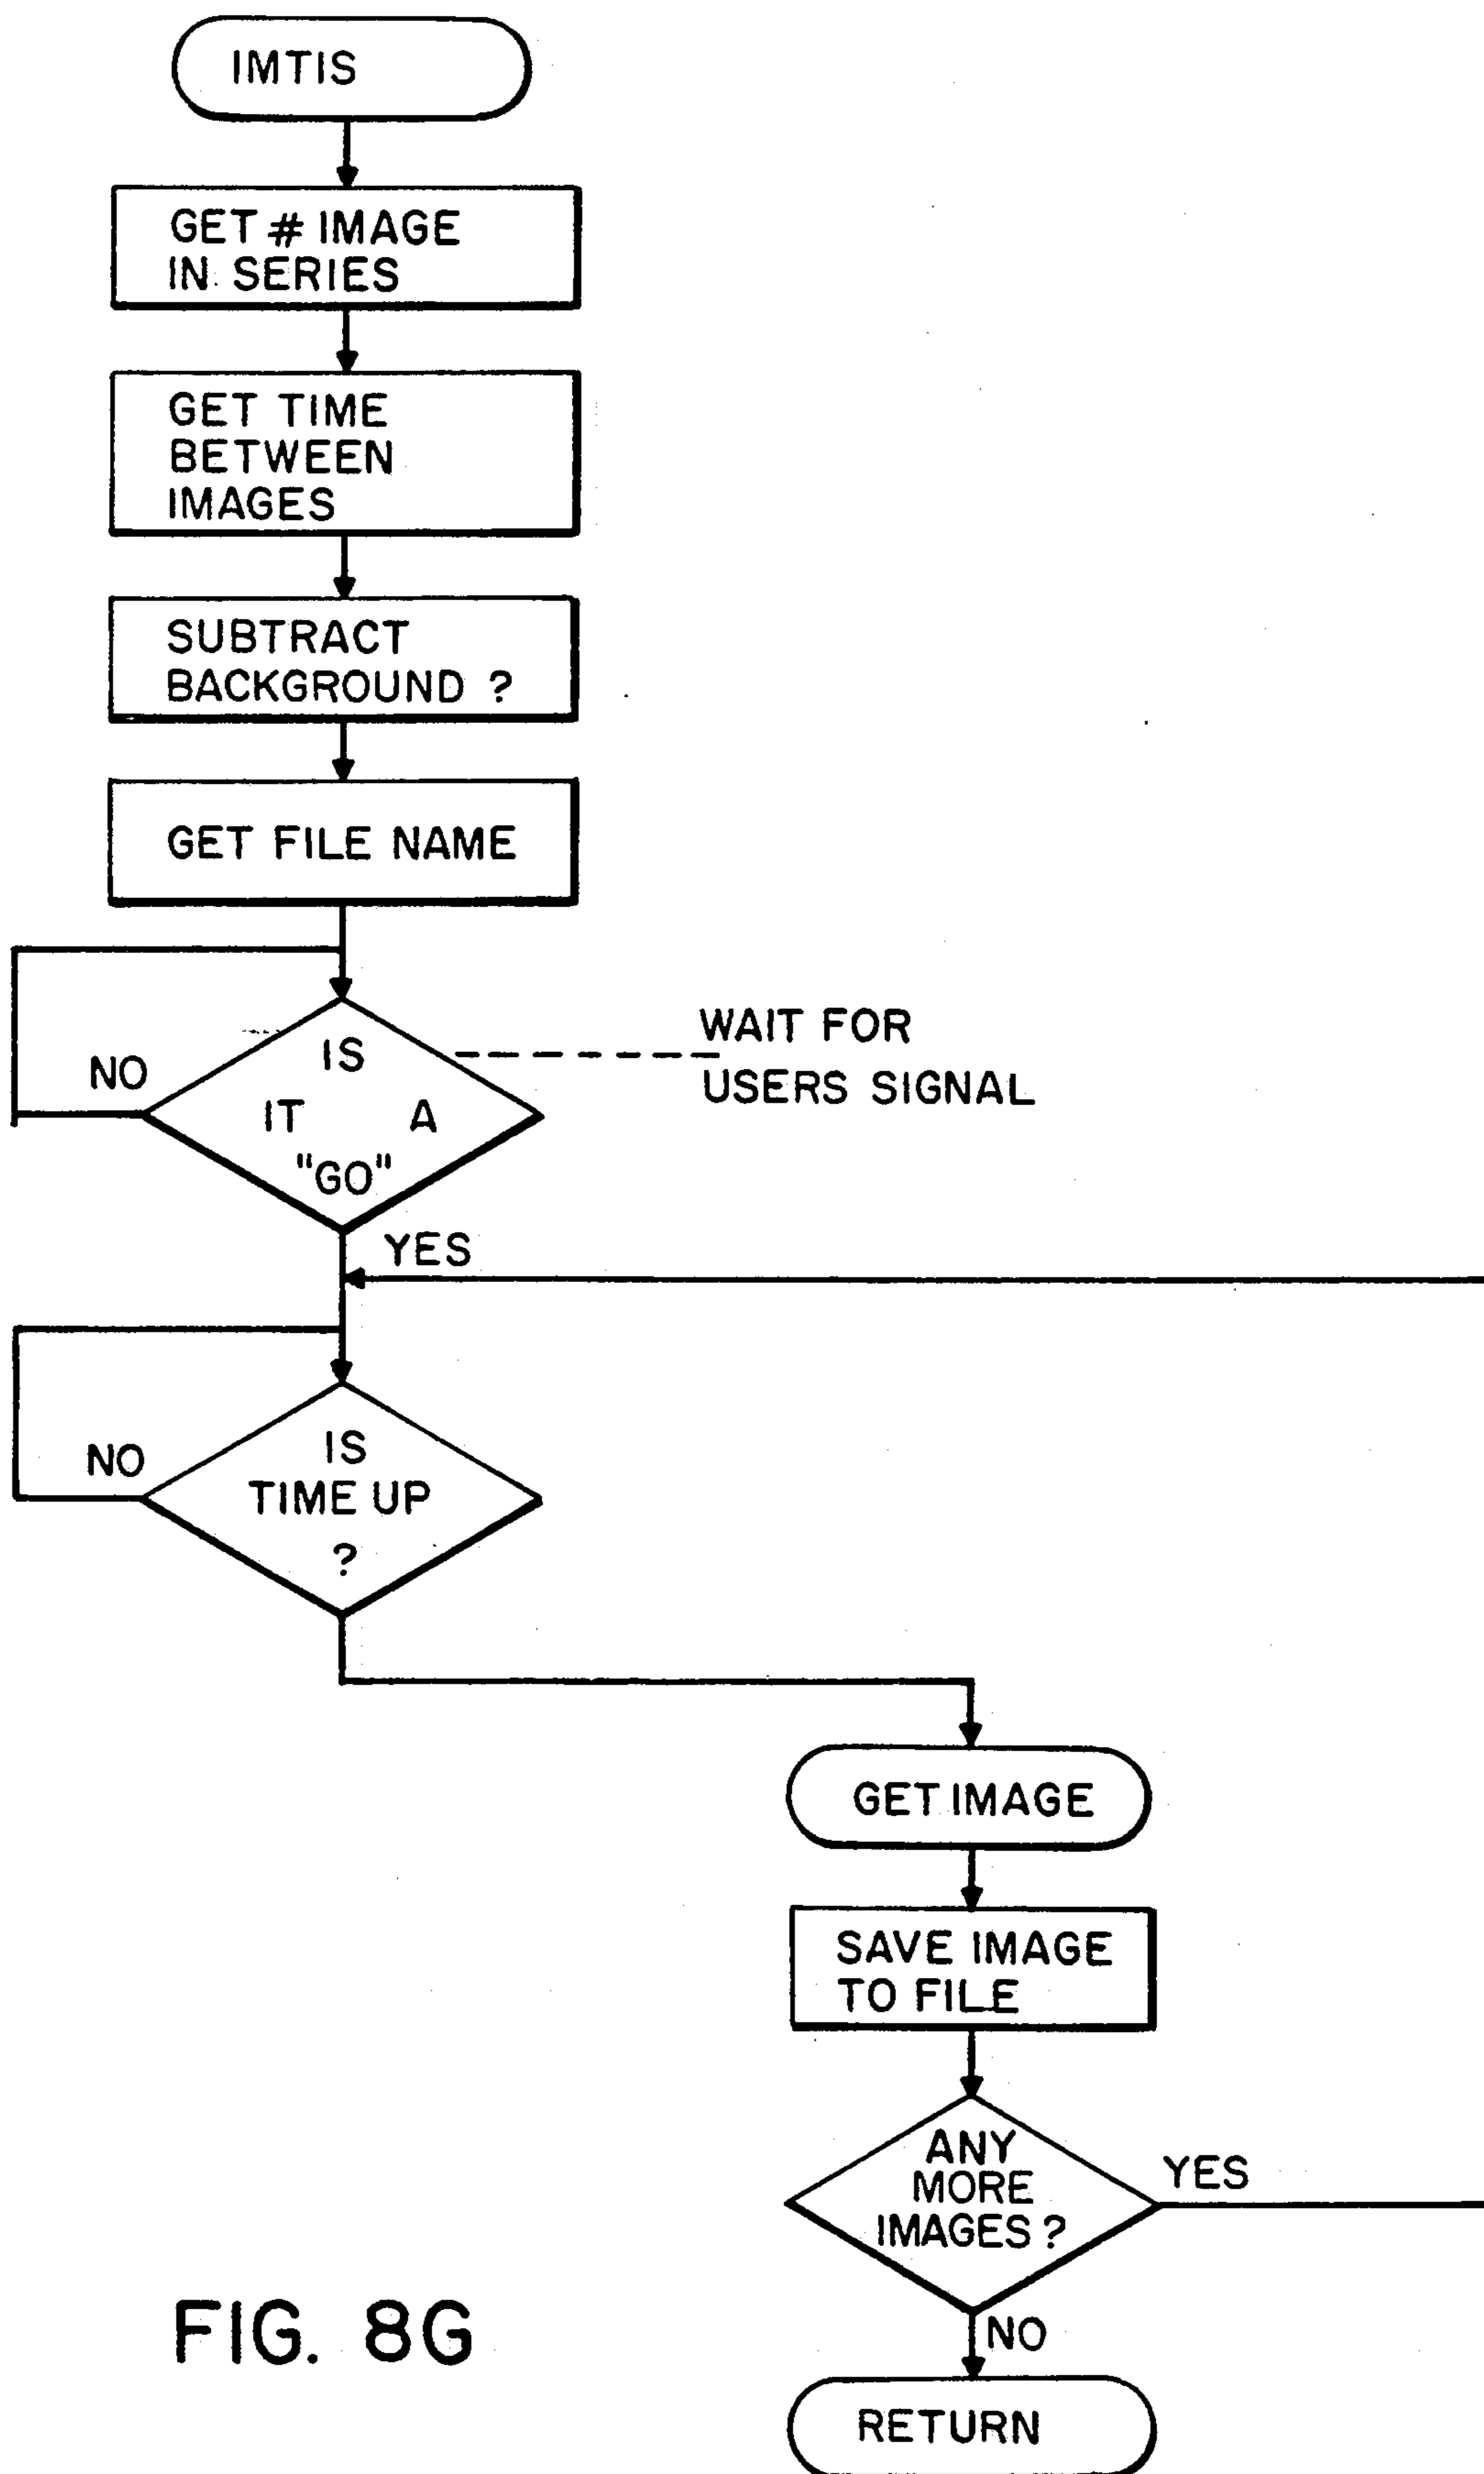 IMTIS
GET # IMAGE
IN SERIES
GET TIME
BETWEEN
IMAGES
SUBTRACT
BACKGROUND ?
GET FILE NAME
IS
IT A
"GO"
NO
WAIT FOR
USERS SIGNAL
YES
IS
TIME UP
?
NO
GET IMAGE
SAVE IMAGE
TO FILE
ANY
MORE
IMAGES ?
YES
NO
RETURN
FIG. 8G